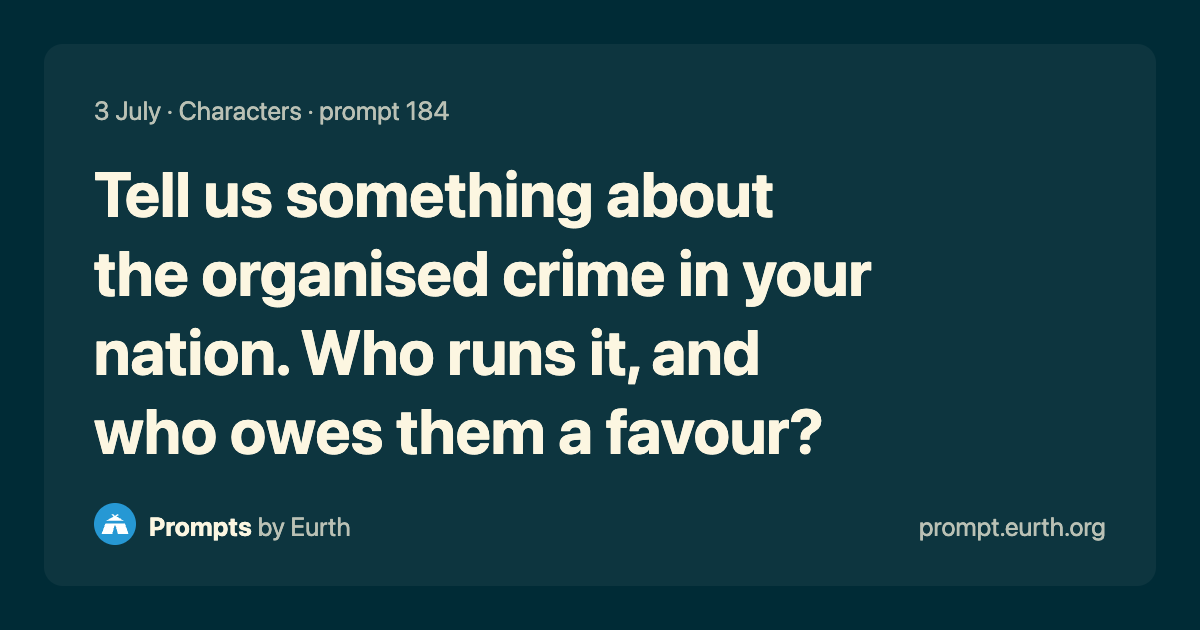 3 July · Characters · prompt 184
Tell us something about
the organised crime in your
nation. Who runs it, and
who owes them a favour?
Prompts by Eurth
prompt.eurth.org